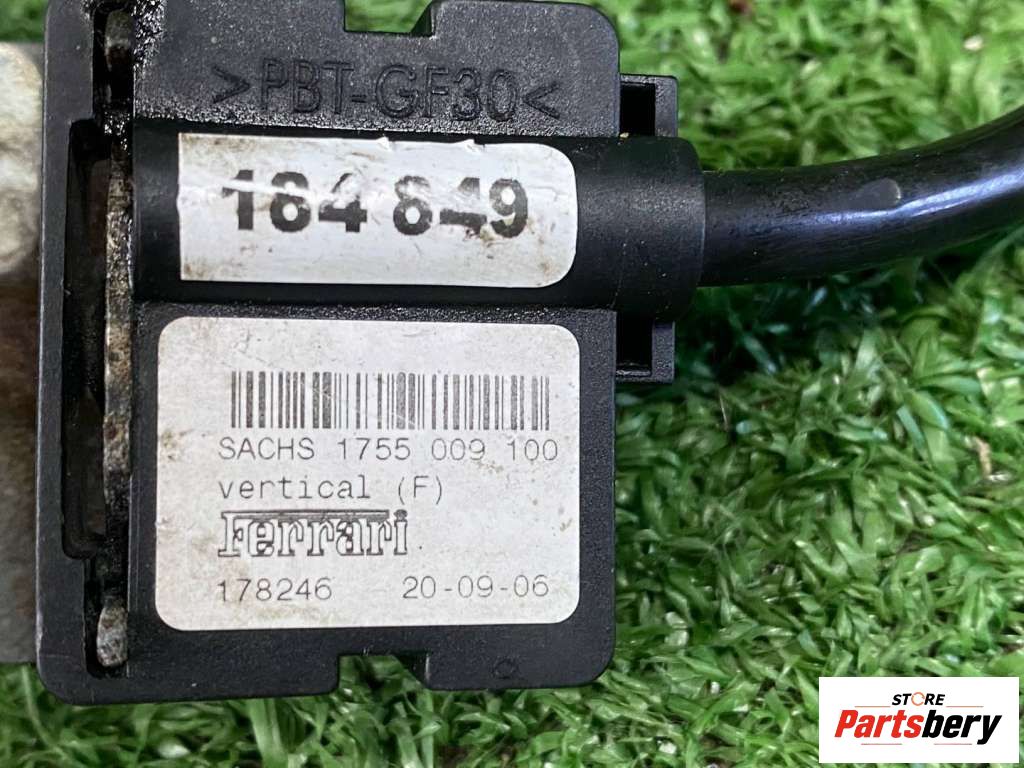 >PBT-GF30<
184 849
SACHS 1755 009 100
vertical (F)
Ferrari
178246 20-09-06
STORE
Partsbery